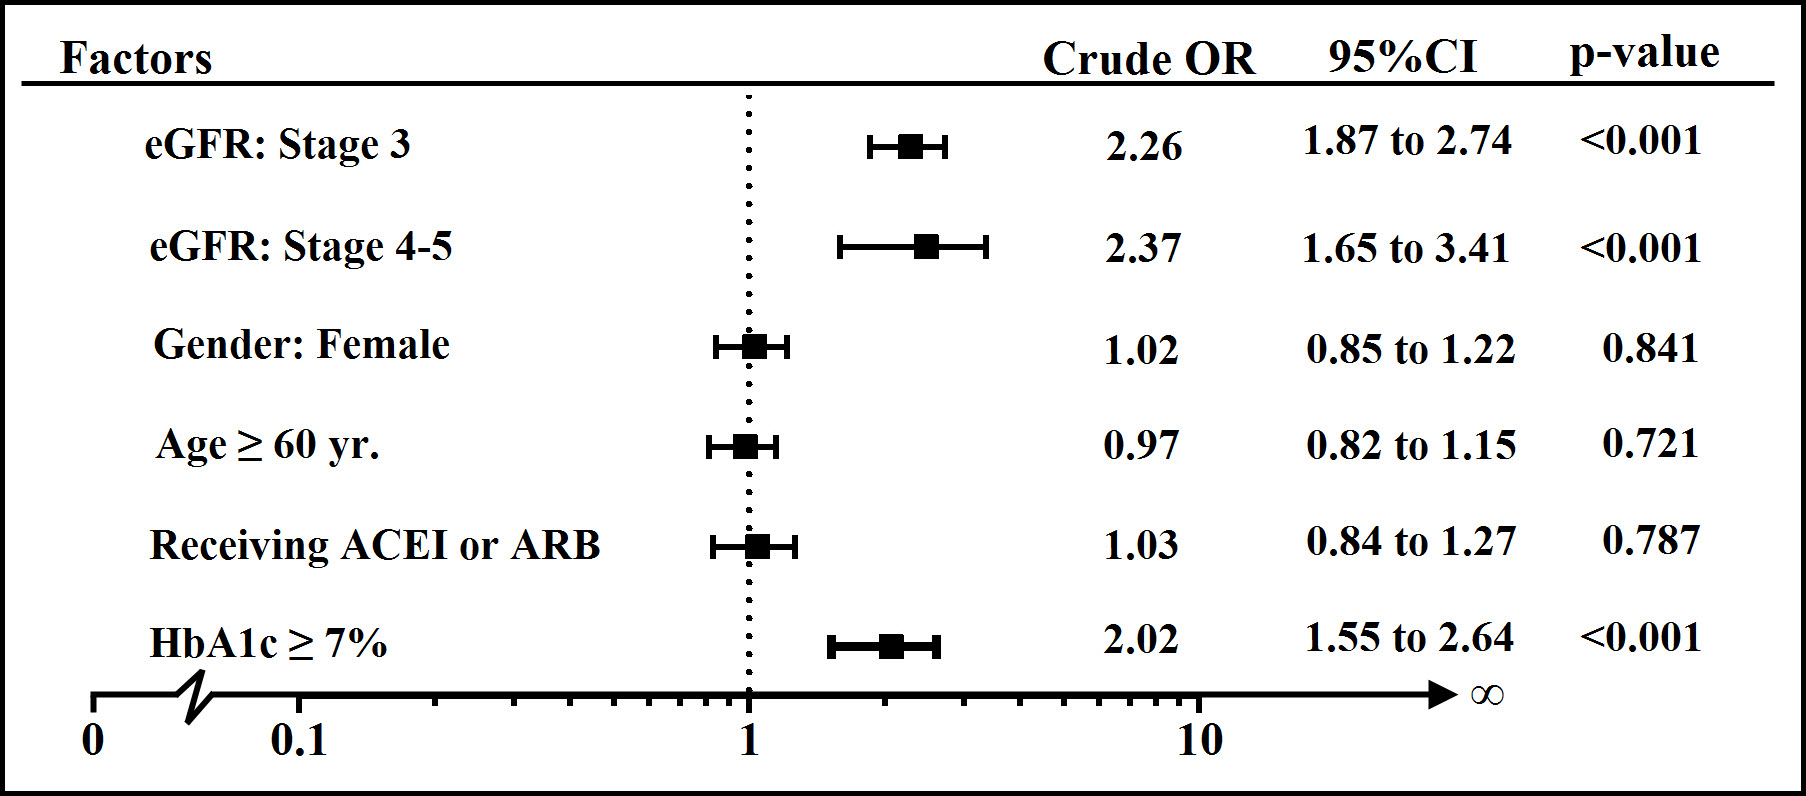 Factors Crude OR 95%CI p-value
eGFR: Stage 3 2.26 1.87 to 2.74 <0.001
eGFR: Stage 4-5 2.37 1.65 to 3.41 <0.001
Gender: Female 1.02 0.85 to 1.22 0.841
Age ≥ 60 yr. 0.97 0.82 to 1.15 0.721
Receiving ACEI or ARB 1.03 0.84 to 1.27 0.787
HbA1c ≥ 7% 2.02 1.55 to 2.64 <0.001
∞
0 0.1 1 10